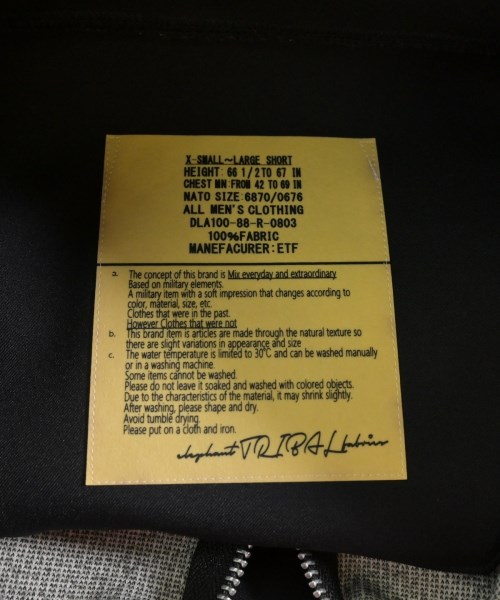 X-SMALL~LARGE SHORT
HEIGHT: 66 1/2 TO 67 IN
CHEST MN FROM 42 TO 69 IN
NATO SIZE:6870/0676
ALL MEN'S CLOTHING
DLA100-88-R-0803
100%FABRIC
MANEFACURER:ETF
a. The concept of this brand is Mix everyday and extraordinary
Based on military elements.
A military item with a soft impression that changes according to
color, material, size, etc.
Clothes that were in the past.
However Clothes that were not
b. This brand item is articles are made through the natural texture so
there are slight variations in appearance and size
c. The water temperature is limited to 30℃ and can be washed manually
or in a washing machine.
Some items cannot be washed.
Please do not leave it soaked and washed with colored objects.
Due to the characteristics of the material, it may shrink slightly.
After washing, please shape and dry.
Avoid tumble drying.
Please put on a cloth and iron.
elephant TRIBAL fabrics